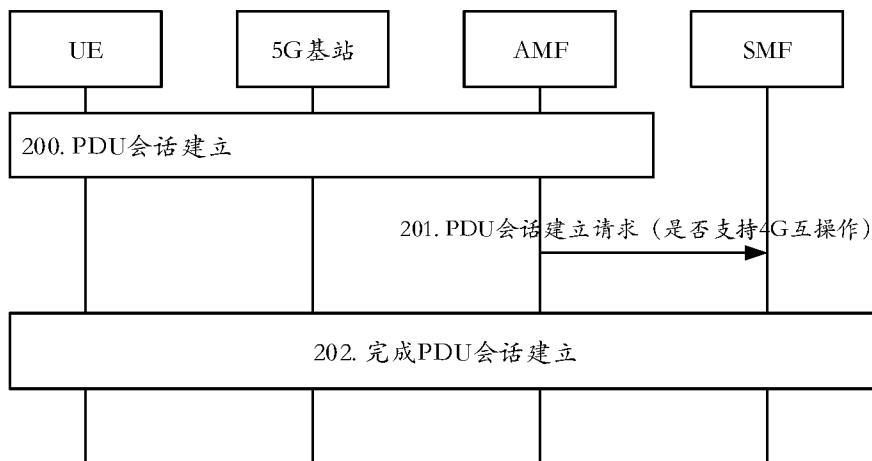 UE
5G基站
AMF
SMF
200. PDU会话建立
201. PDU会话建立请求（是否支持4G互操作）
202. 完成PDU会话建立